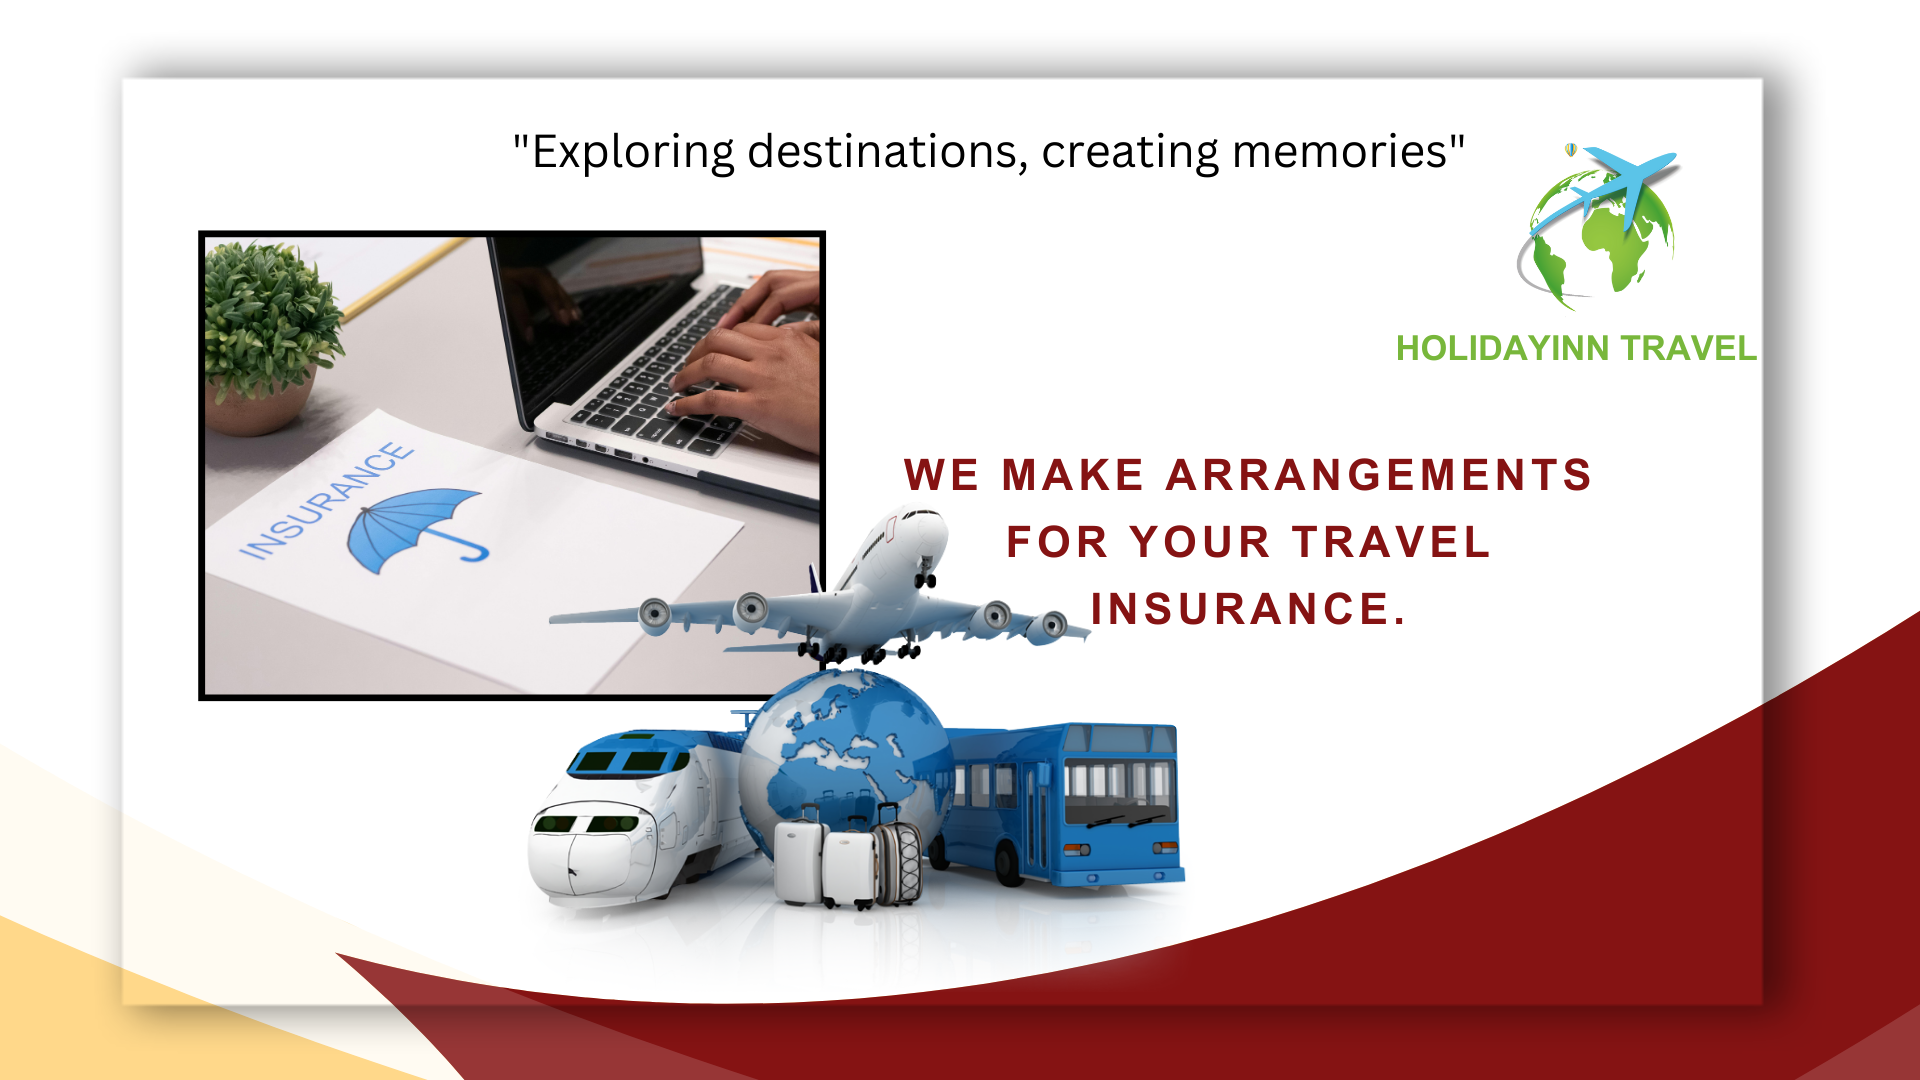 "Exploring destinations, creating memories"
HOLIDAYINN TRAVEL
INSURANCE
WE MAKE ARRANGEMENTS
FOR YOUR TRAVEL
INSURANCE.